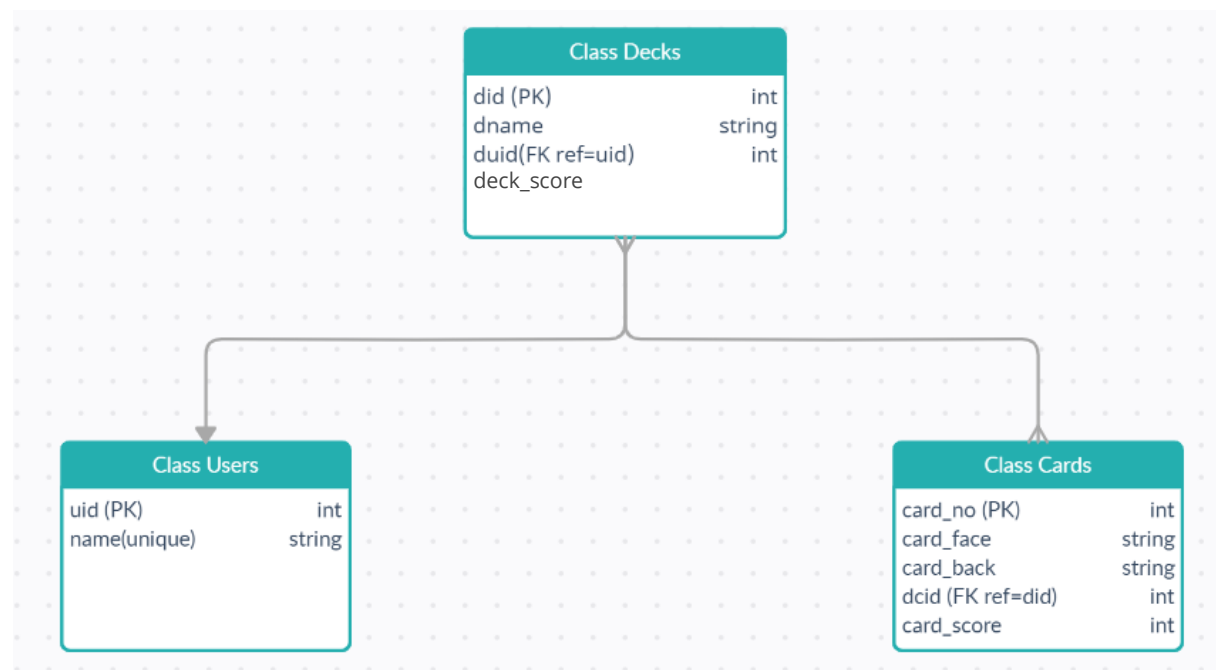 Class Decks
did (PK) int
dname string
duid(FK ref=uid) int
deck_score
Class Users
uid (PK) int
name(unique) string
Class Cards
card_no (PK) int
card_face string
card_back string
dcid (FK ref=did) int
card_score int